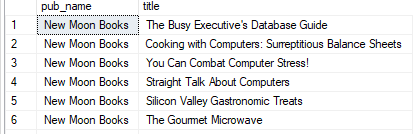 pub_name title
1 New Moon Books The Busy Executive's Database Guide
2 New Moon Books Cooking with Computers: Surreptitious Balance Sheets
3 New Moon Books You Can Combat Computer Stress!
4 New Moon Books Straight Talk About Computers
5 New Moon Books Silicon Valley Gastronomic Treats
6 New Moon Books The Gourmet Microwave